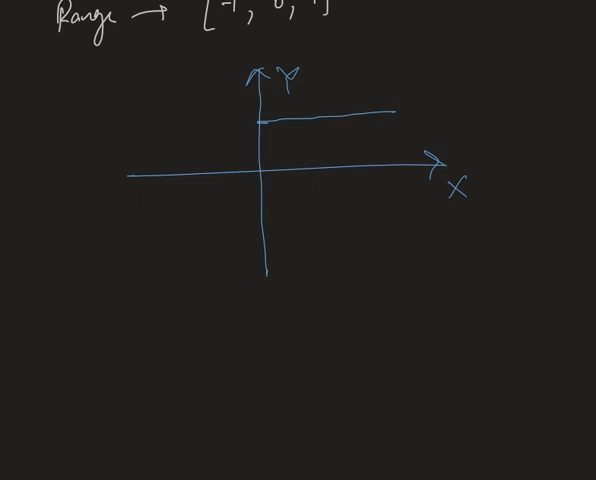 Range → [-1, 0, 1]
Y
X